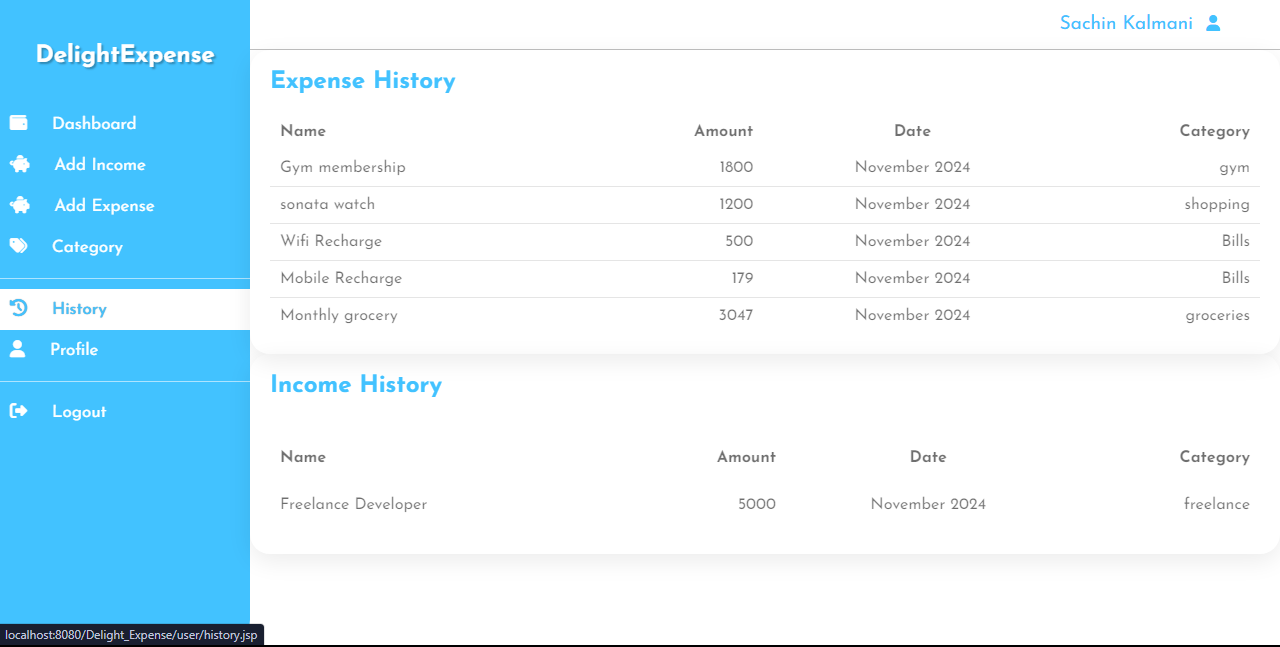 DelightExpense
Dashboard
Add Income
Add Expense
Category
History
Profile
Logout
Sachin Kalmani
Expense History
Name Amount Date Category
Gym membership 1800 November 2024 gym
sonata watch 1200 November 2024 shopping
Wifi Recharge 500 November 2024 Bills
Mobile Recharge 179 November 2024 Bills
Monthly grocery 3047 November 2024 groceries
Income History
Name Amount Date Category
Freelance Developer 5000 November 2024 freelance
localhost:8080/Delight_Expense/user/history.jsp